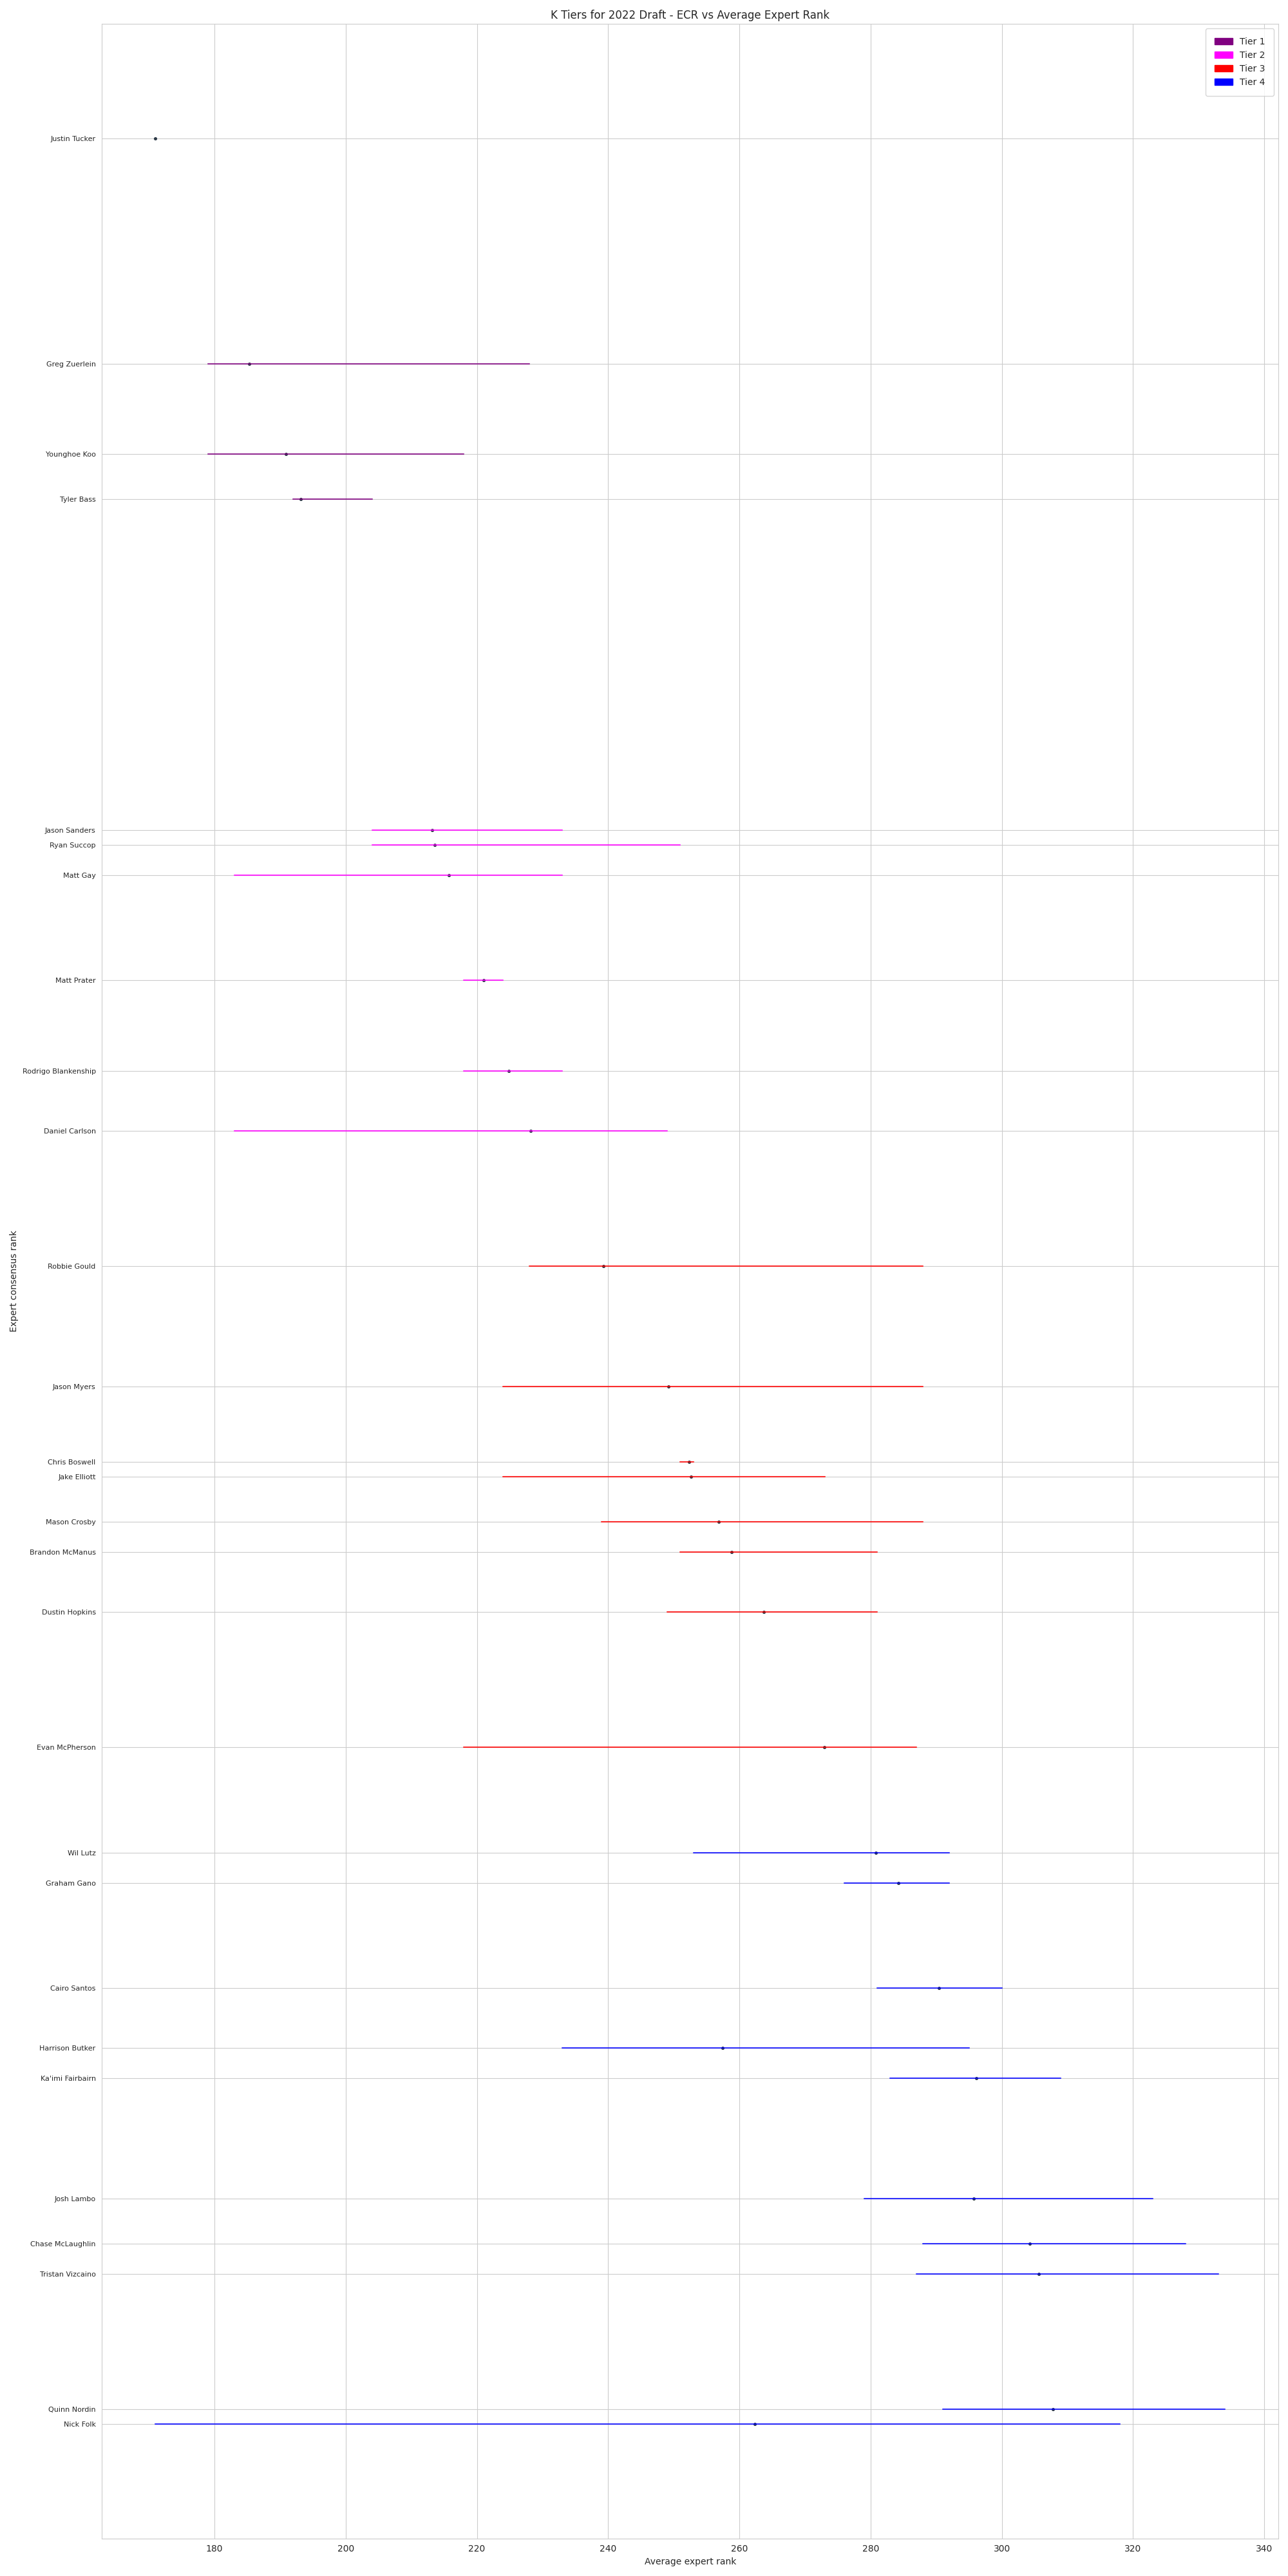 K Tiers for 2022 Draft - ECR vs Average Expert Rank
Tier 1
Tier 2
Tier 3
Tier 4
Justin Tucker
Greg Zuerlein
Younghoe Koo
Tyler Bass
Jason Sanders
Ryan Succop
Matt Gay
Matt Prater
Rodrigo Blankenship
Daniel Carlson
Expert consensus rank
Robbie Gould
Jason Myers
Chris Boswell
Jake Elliott
Mason Crosby
Brandon McManus
Dustin Hopkins
Evan McPherson
Wil Lutz
Graham Gano
Cairo Santos
Harrison Butker
Ka'imi Fairbairn
Josh Lambo
Chase McLaughlin
Tristan Vizcaino
Quinn Nordin
Nick Folk
180 200 220 240 260 280 300 320 340
Average expert rank